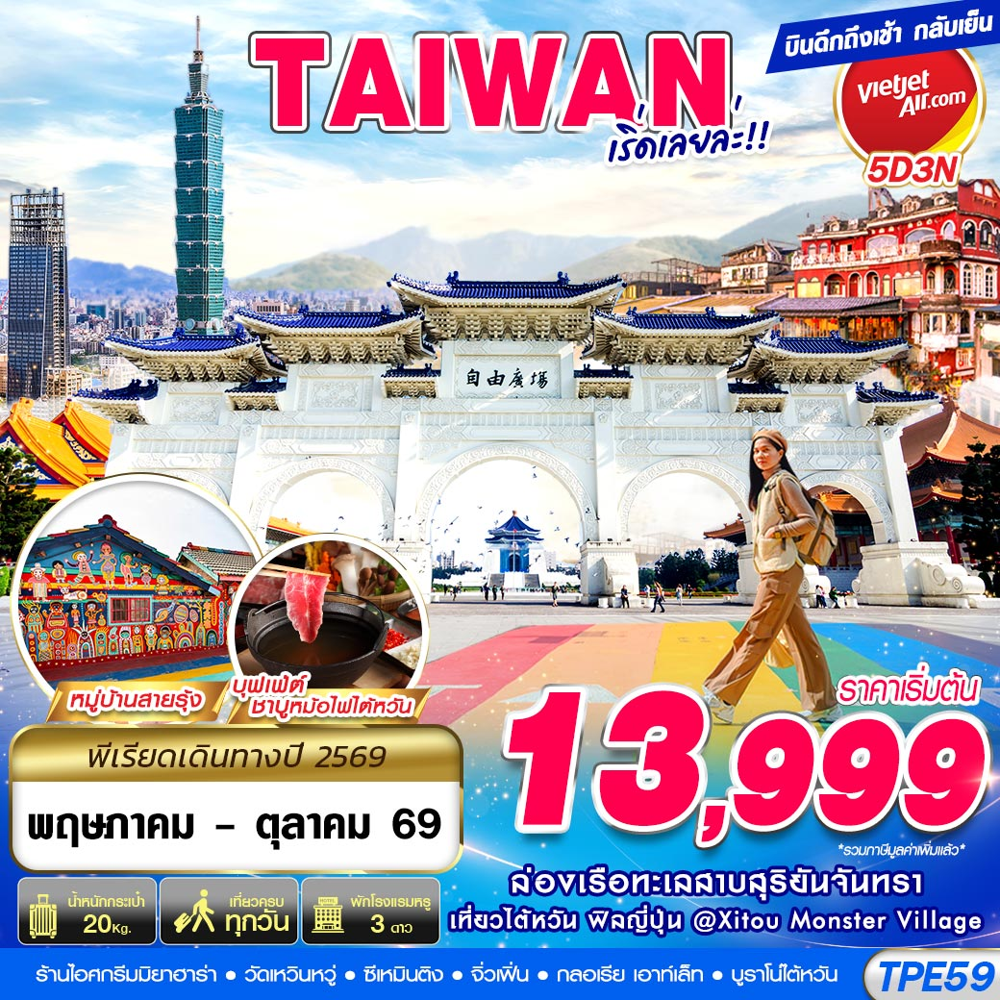 TAIWAN
เริ่ดเลยล่ะ!!
บินดึกถึงเช้า กลับเย็น
vietjet
Air.com
5D3N
自由廣場
หมู่บ้านสายรุ้ง
บุฟเฟ่ต์
ชาบูหม้อไฟไต้หวัน
ราคาเริ่มต้น
13,999
*รวมภาษีมูลค่าเพิ่มแล้ว*
พีเรียดเดินทางปี 2569
พฤษภาคม - ตุลาคม 69
น้ำหนักกระเป๋า
20Kg.
เที่ยวครบ
ทุกวัน
HOTEL
พักโรงแรมหรู
3 ดาว
ล่องเรือทะเลสาบสุริยันจันทรา
เที่ยวไต้หวัน ฟิลญี่ปุ่น @Xitou Monster Village
ร้านไอศกรีมมิยาฮาร่า • วัดเหวินหวู่ • ซีเหมินติง • จิ่วเฟิ่น • กลอเรีย เอาท์เล็ท • บูราโน่ไต้หวัน
TPE59